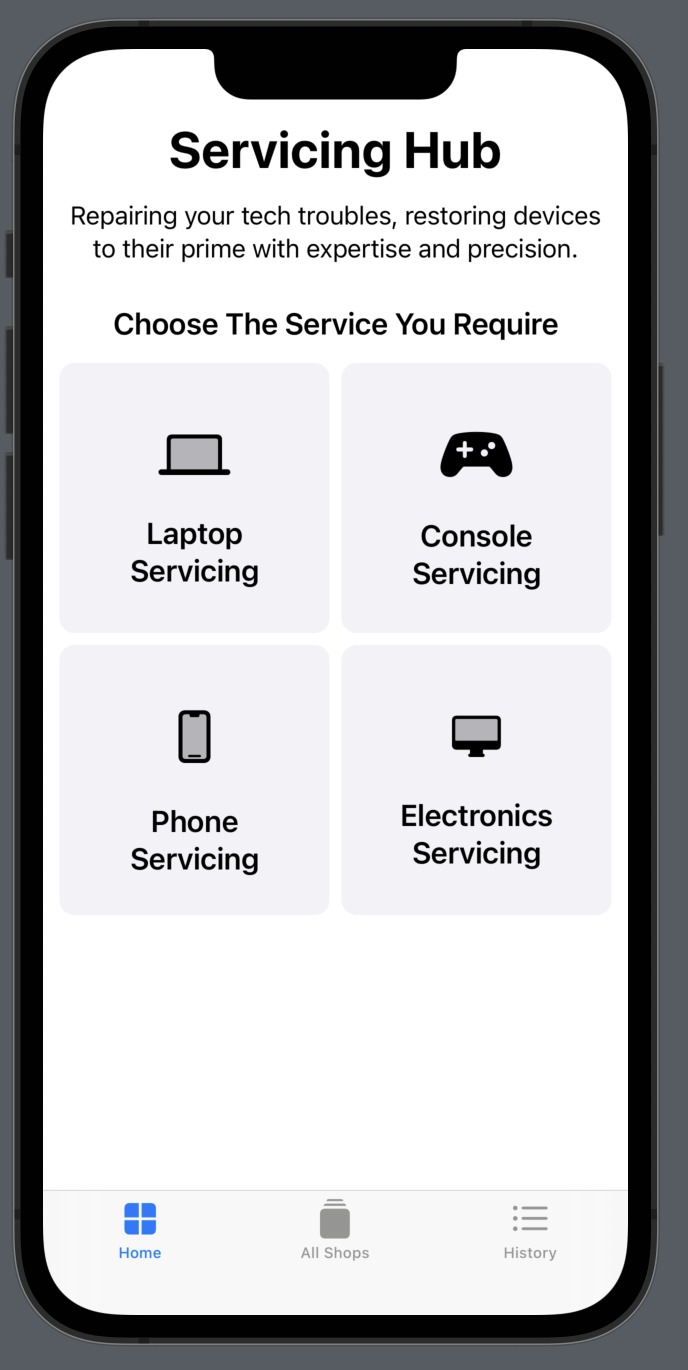 Servicing Hub
Repairing your tech troubles, restoring devices
to their prime with expertise and precision.
Choose The Service You Require
Laptop
Servicing
Console
Servicing
Phone
Servicing
Electronics
Servicing
Home
All Shops
History